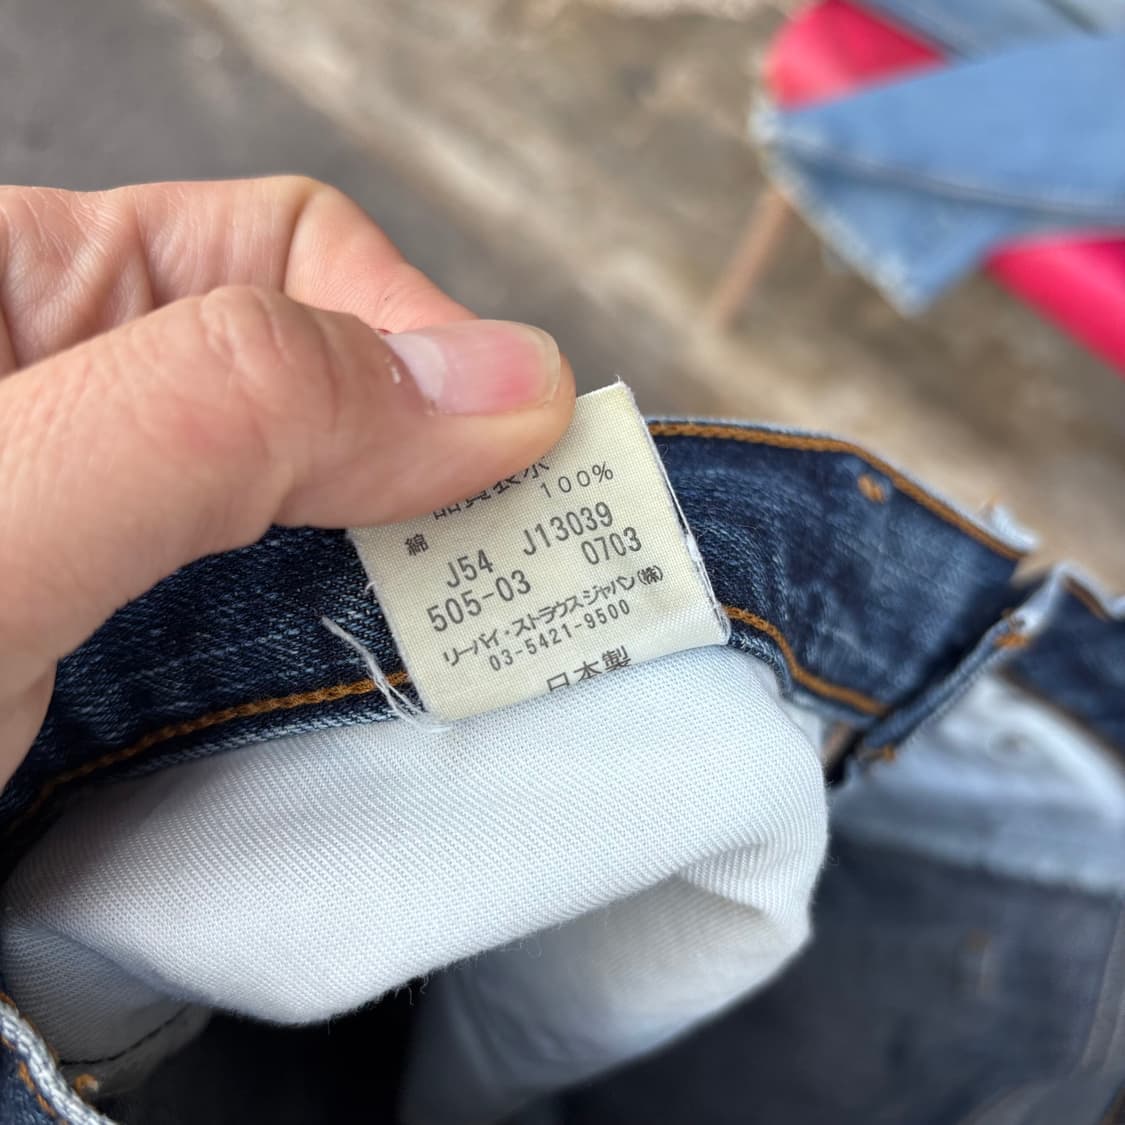 品質表示
綿 100%
J54 J13039
505-03 0703
リーバイ・ストラウスジャパン(株)
03-5421-9500
日本製